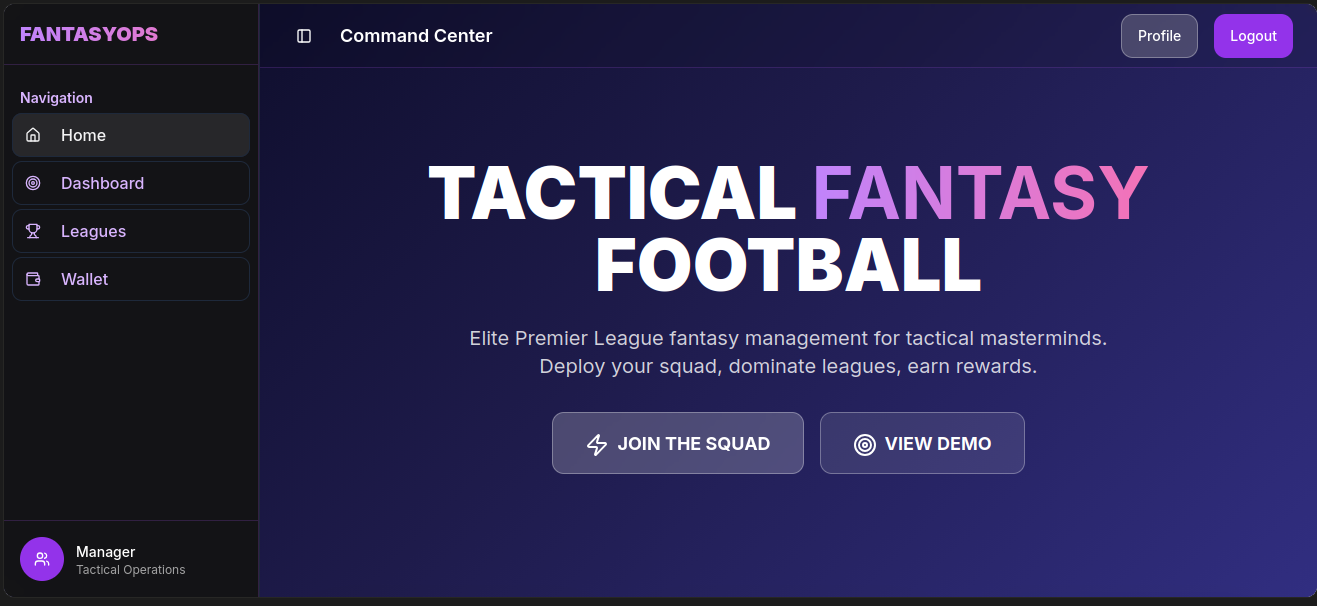 FANTASYOPS
Command Center
Profile
Logout
Navigation
Home
Dashboard
Leagues
Wallet
TACTICAL FANTASY
FOOTBALL
Elite Premier League fantasy management for tactical masterminds.
Deploy your squad, dominate leagues, earn rewards.
JOIN THE SQUAD
VIEW DEMO
Manager
Tactical Operations